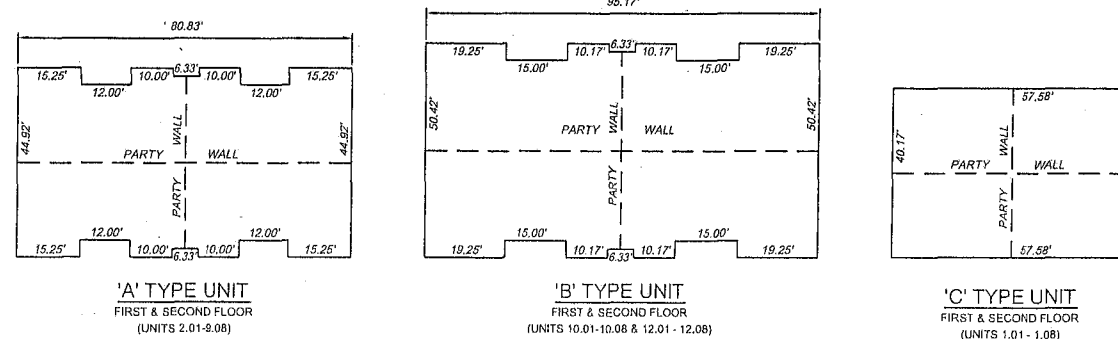 ' 80.83'
15.25' 12.00' 10.00' 6.33' 10.00' 12.00' 15.25'
44.92' 44.92'
PARTY WALL
PARTY WALL
15.25' 12.00' 10.00' 6.33' 10.00' 12.00' 15.25'
'A' TYPE UNIT
FIRST & SECOND FLOOR
(UNITS 2.01-9.08)
95.17'
19.25' 15.00' 10.17' 6.33' 10.17' 15.00' 19.25'
50.42' 50.42'
PARTY WALL
PARTY WALL
19.25' 15.00' 10.17' 6.33' 10.17' 15.00' 19.25'
'B' TYPE UNIT
FIRST & SECOND FLOOR
(UNITS 10.01-10.08 & 12.01 - 12.08)
57.58'
40.17'
PARTY WALL
PARTY WALL
57.58'
'C' TYPE UNIT
FIRST & SECOND FLOOR
(UNITS 1.01 - 1.08)